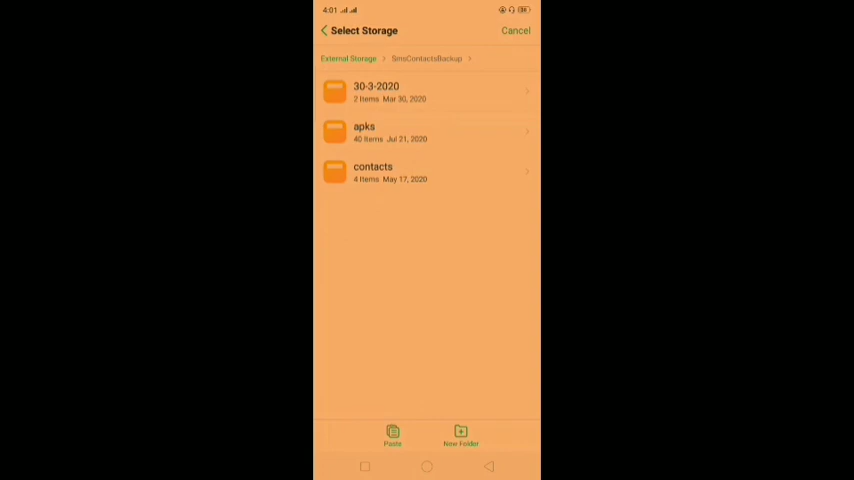 4:01
Select Storage Cancel
External Storage > SimsContactsBackup >
30-3-2020
2 Items Mar 30, 2020
apks
40 Items Jul 21, 2020
contacts
4 Items May 17, 2020
Paste New Folder